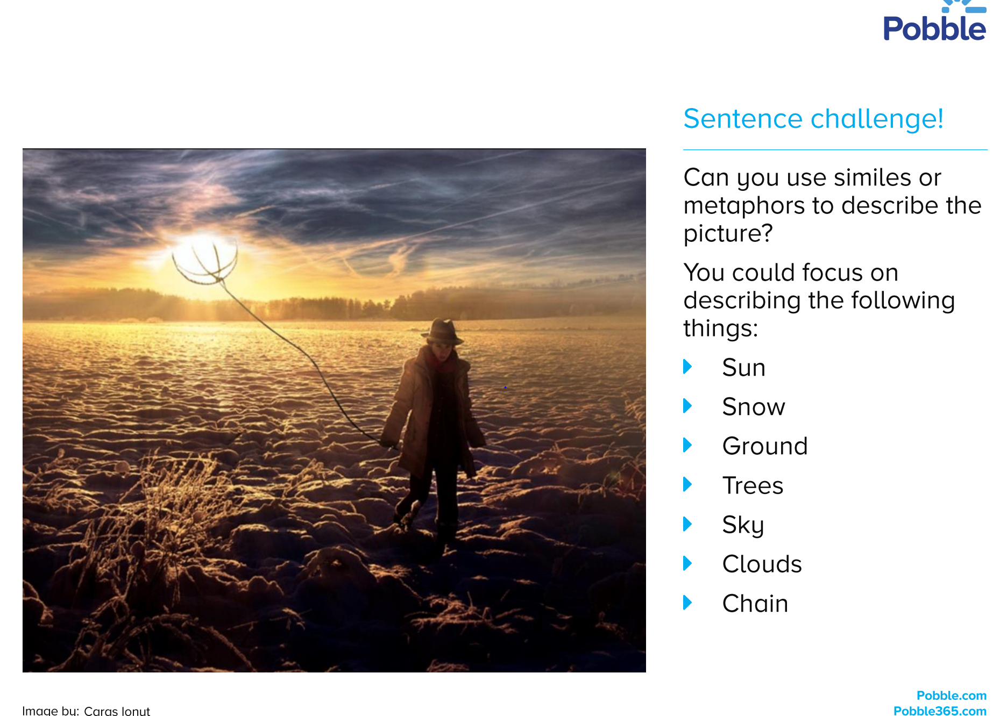 Pobble
Sentence challenge!
Can you use similes or
metaphors to describe the
picture?
You could focus on
describing the following
things:
Sun
Snow
Ground
Trees
Sky
Clouds
Chain
Pobble.com
Pobble365.com
Image by: Caras Ionut